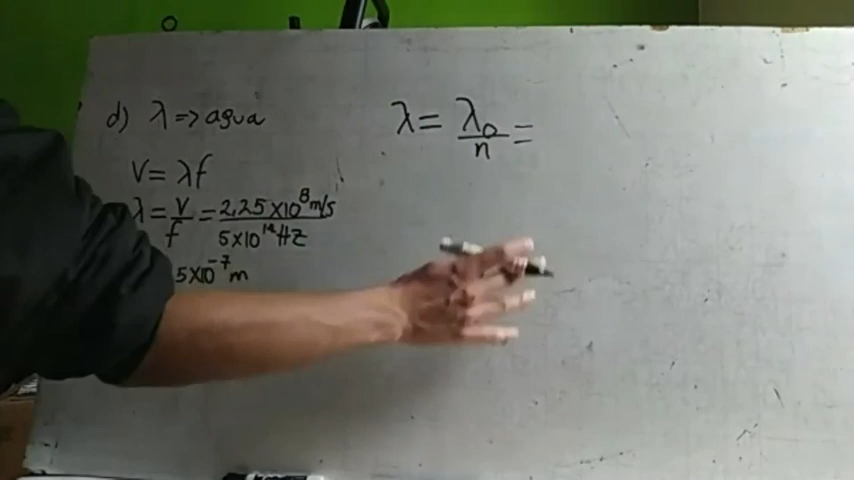 d) λ => agua
V = λf
λ = V/f = 2,25x10⁸ m/s / 5x10¹⁴ Hz
5x10⁻⁷ m
λ = λ₀/n =